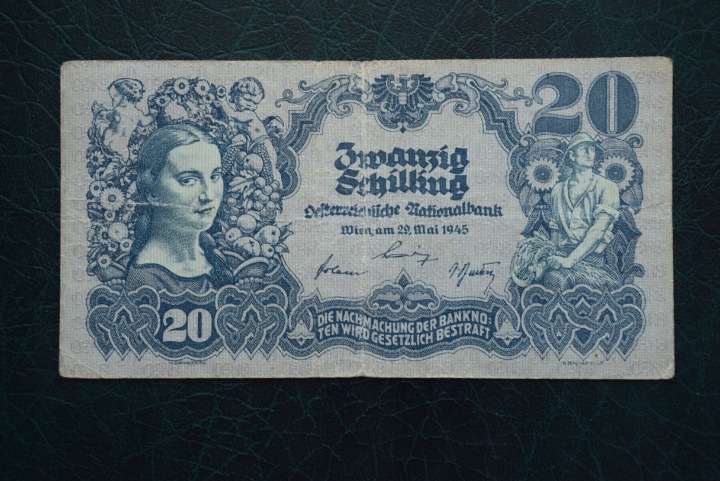 20
Zwanzig
Schilling
Oesterreichische Nationalbank
Wien, am 29. Mai 1945
20
DIE NACHMACHUNG DER BANKNO-
TEN WIRD GESETZLICH BESTRAFT